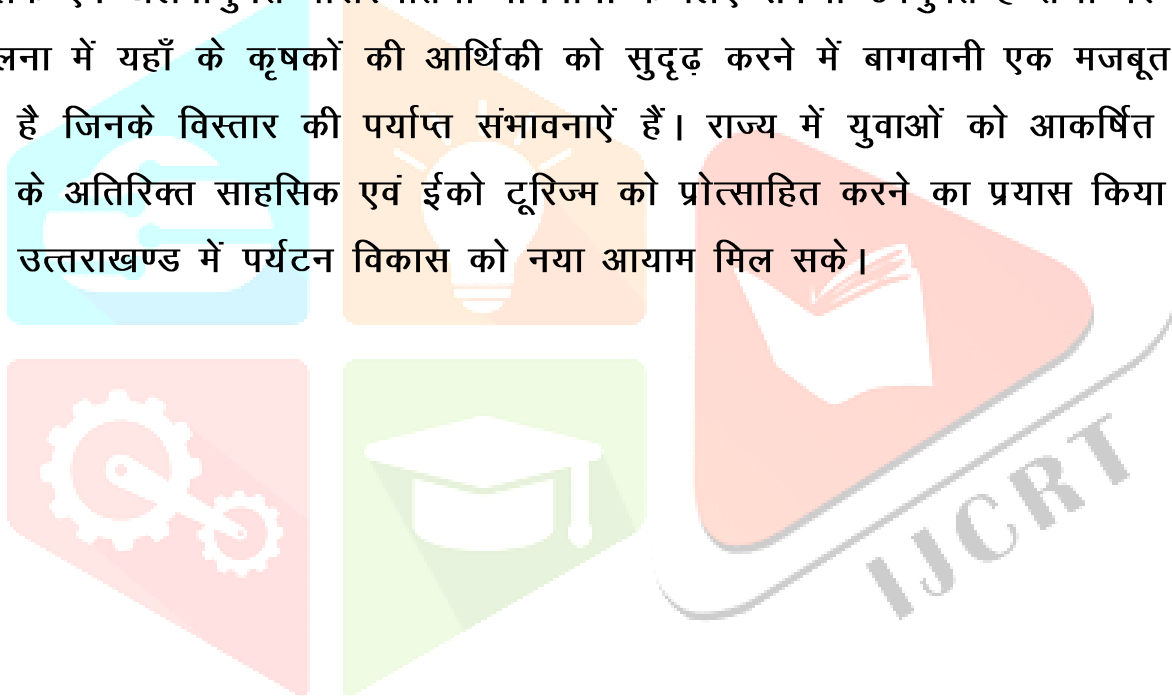 में यहाँ के कृषकों की आर्थिकी को सुदृढ़ करने में बागवानी एक मजबूत
है जिनके विस्तार की पर्याप्त संभावनाऐं हैं। राज्य में युवाओं को आकर्षित
के अतिरिक्त साहसिक एवं ईको टूरिज्म को प्रोत्साहित करने का प्रयास किया
उत्तराखण्ड में पर्यटन विकास को नया आयाम मिल सके।
IJCRT